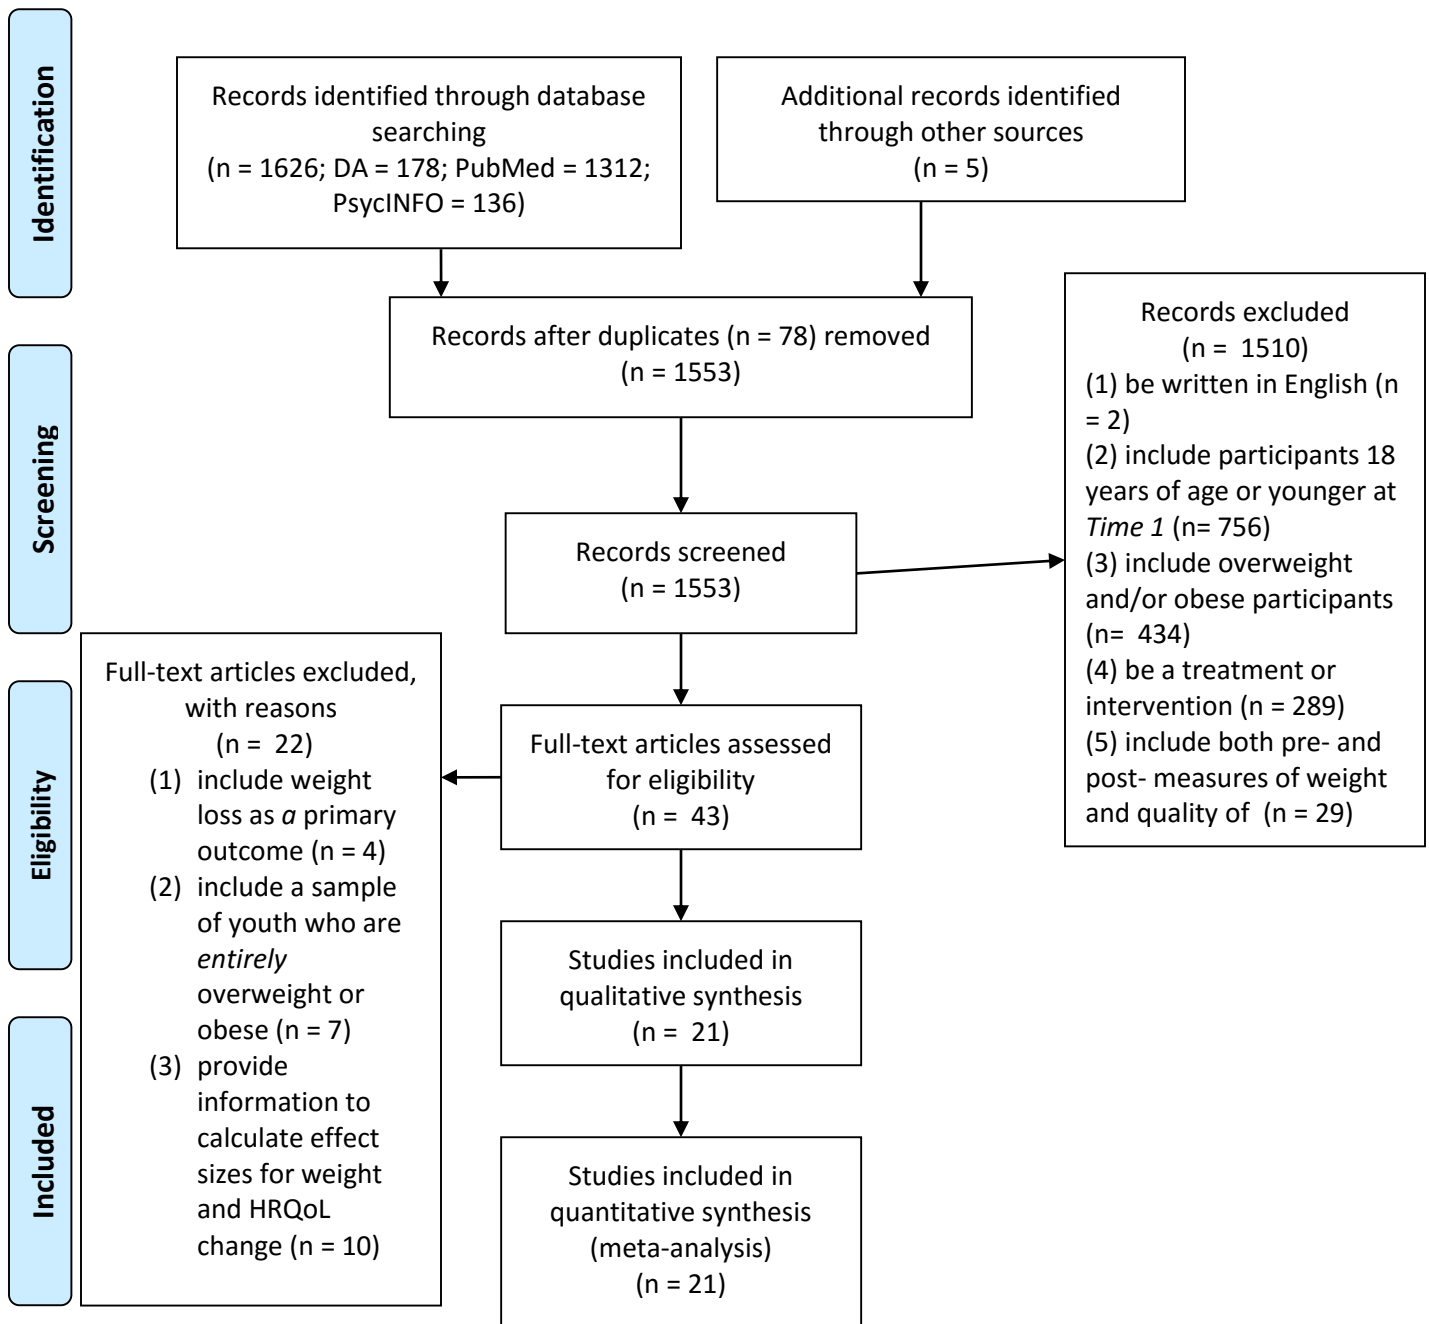 Identification
Records identified through database
searching
(n = 1626; DA = 178; PubMed = 1312;
PsycINFO = 136)
Additional records identified
through other sources
(n = 5)
Records after duplicates (n = 78) removed
(n = 1553)
Screening
Records screened
(n = 1553)
Records excluded
(n = 1510)
(1) be written in English (n
= 2)
(2) include participants 18
years of age or younger at
Time 1 (n= 756)
(3) include overweight
and/or obese participants
(n= 434)
(4) be a treatment or
intervention (n = 289)
(5) include both pre- and
post- measures of weight
and quality of (n = 29)
Eligibility
Full-text articles assessed
for eligibility
(n = 43)
Full-text articles excluded,
with reasons
(n = 22)
(1) include weight
loss as a primary
outcome (n = 4)
(2) include a sample
of youth who are
entirely
overweight or
obese (n = 7)
(3) provide
information to
calculate effect
sizes for weight
and HRQoL
change (n = 10)
Studies included in
qualitative synthesis
(n = 21)
Included
Studies included in
quantitative synthesis
(meta-analysis)
(n = 21)